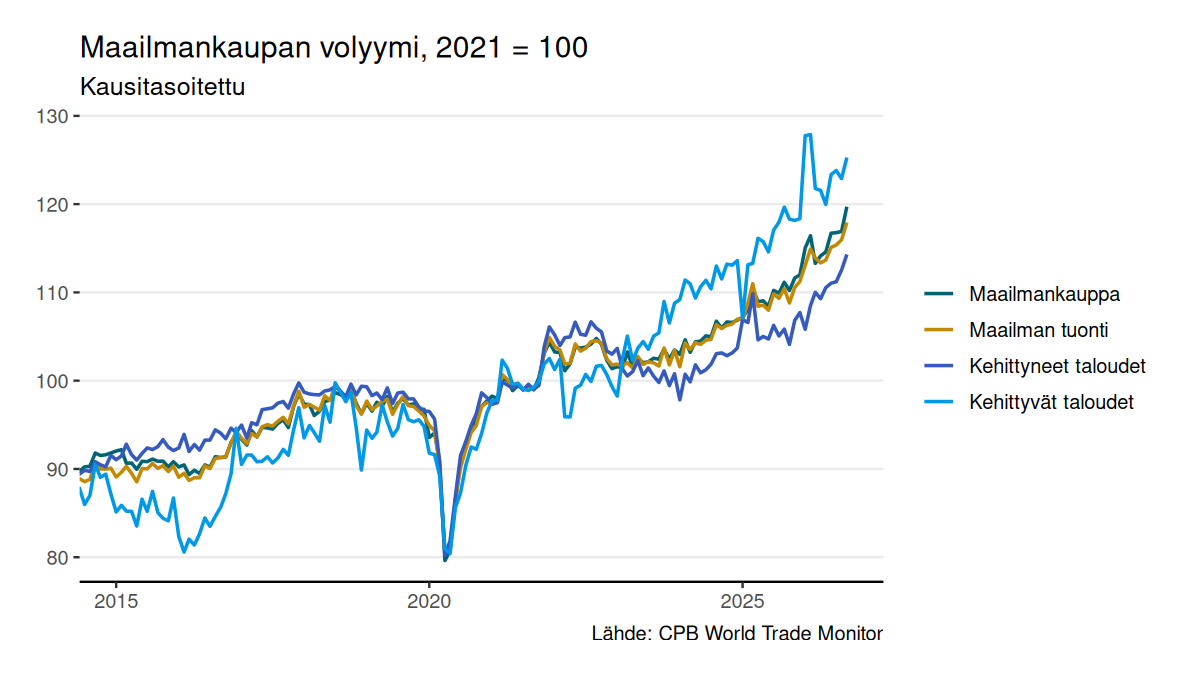 Maailmankaupan volyymi, 2021 = 100
Kausitasoitettu
130
120
110
100
90
80
2015 2020 2025
Maailmankauppa
Maailman tuonti
Kehittyneet taloudet
Kehittyvät taloudet
Lähde: CPB World Trade Monitor